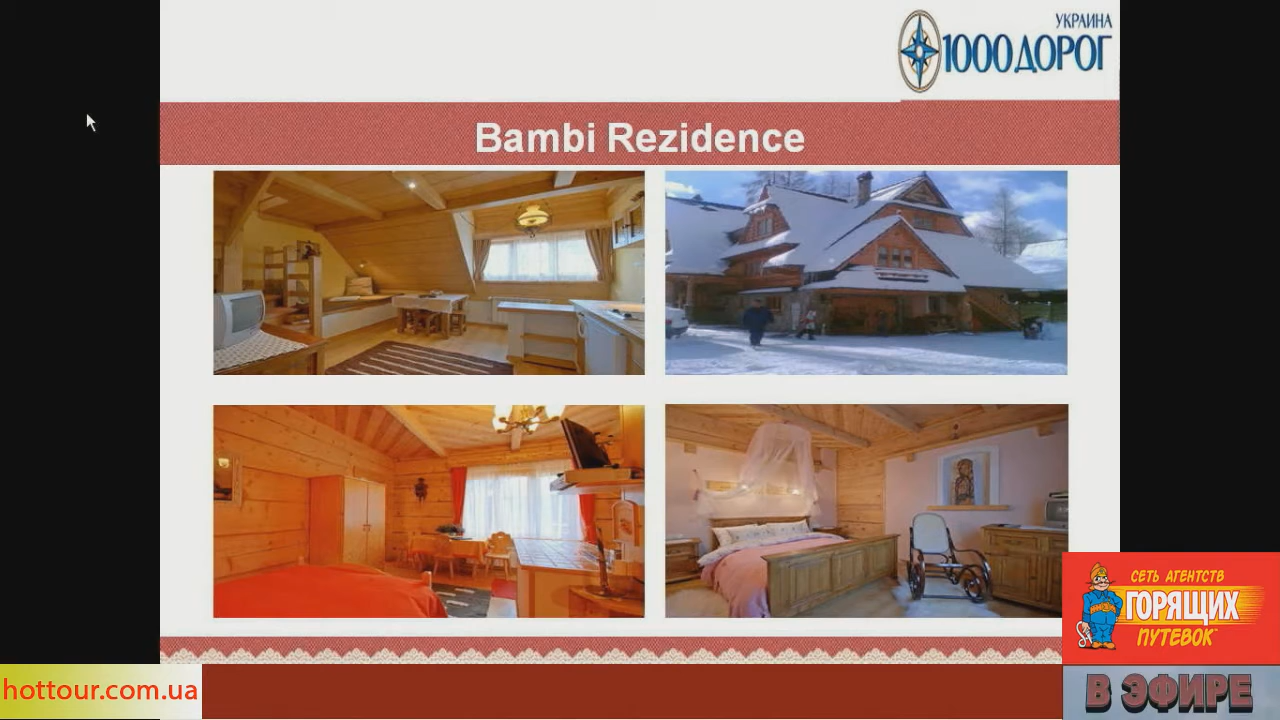 УКРАИНА
1000 ДОРОГ
Bambi Rezidence
СЕТЬ АГЕНТСТВ
ГОРЯЩИХ
ПУТЕВОК
hottour.com.ua
В ЭФИРЕ